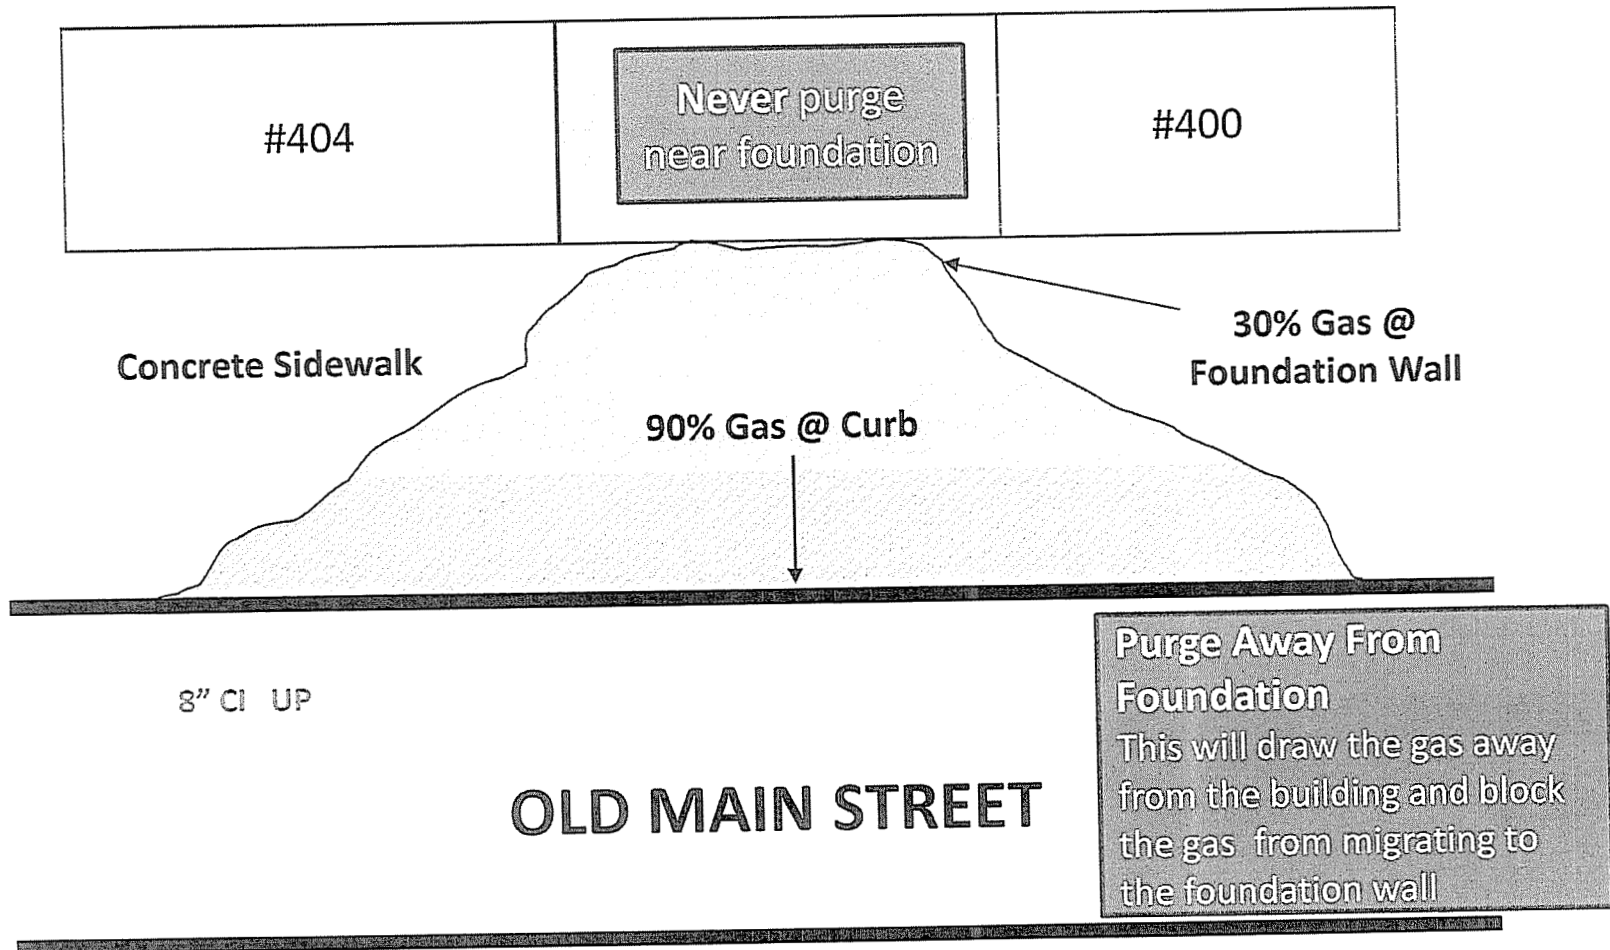 #404
Never purge
near foundation
#400
30% Gas @
Foundation Wall
Concrete Sidewalk
90% Gas @ Curb
8” CI UP
OLD MAIN STREET
Purge Away From
Foundation
This will draw the gas away
from the building and block
the gas from migrating to
the foundation wall